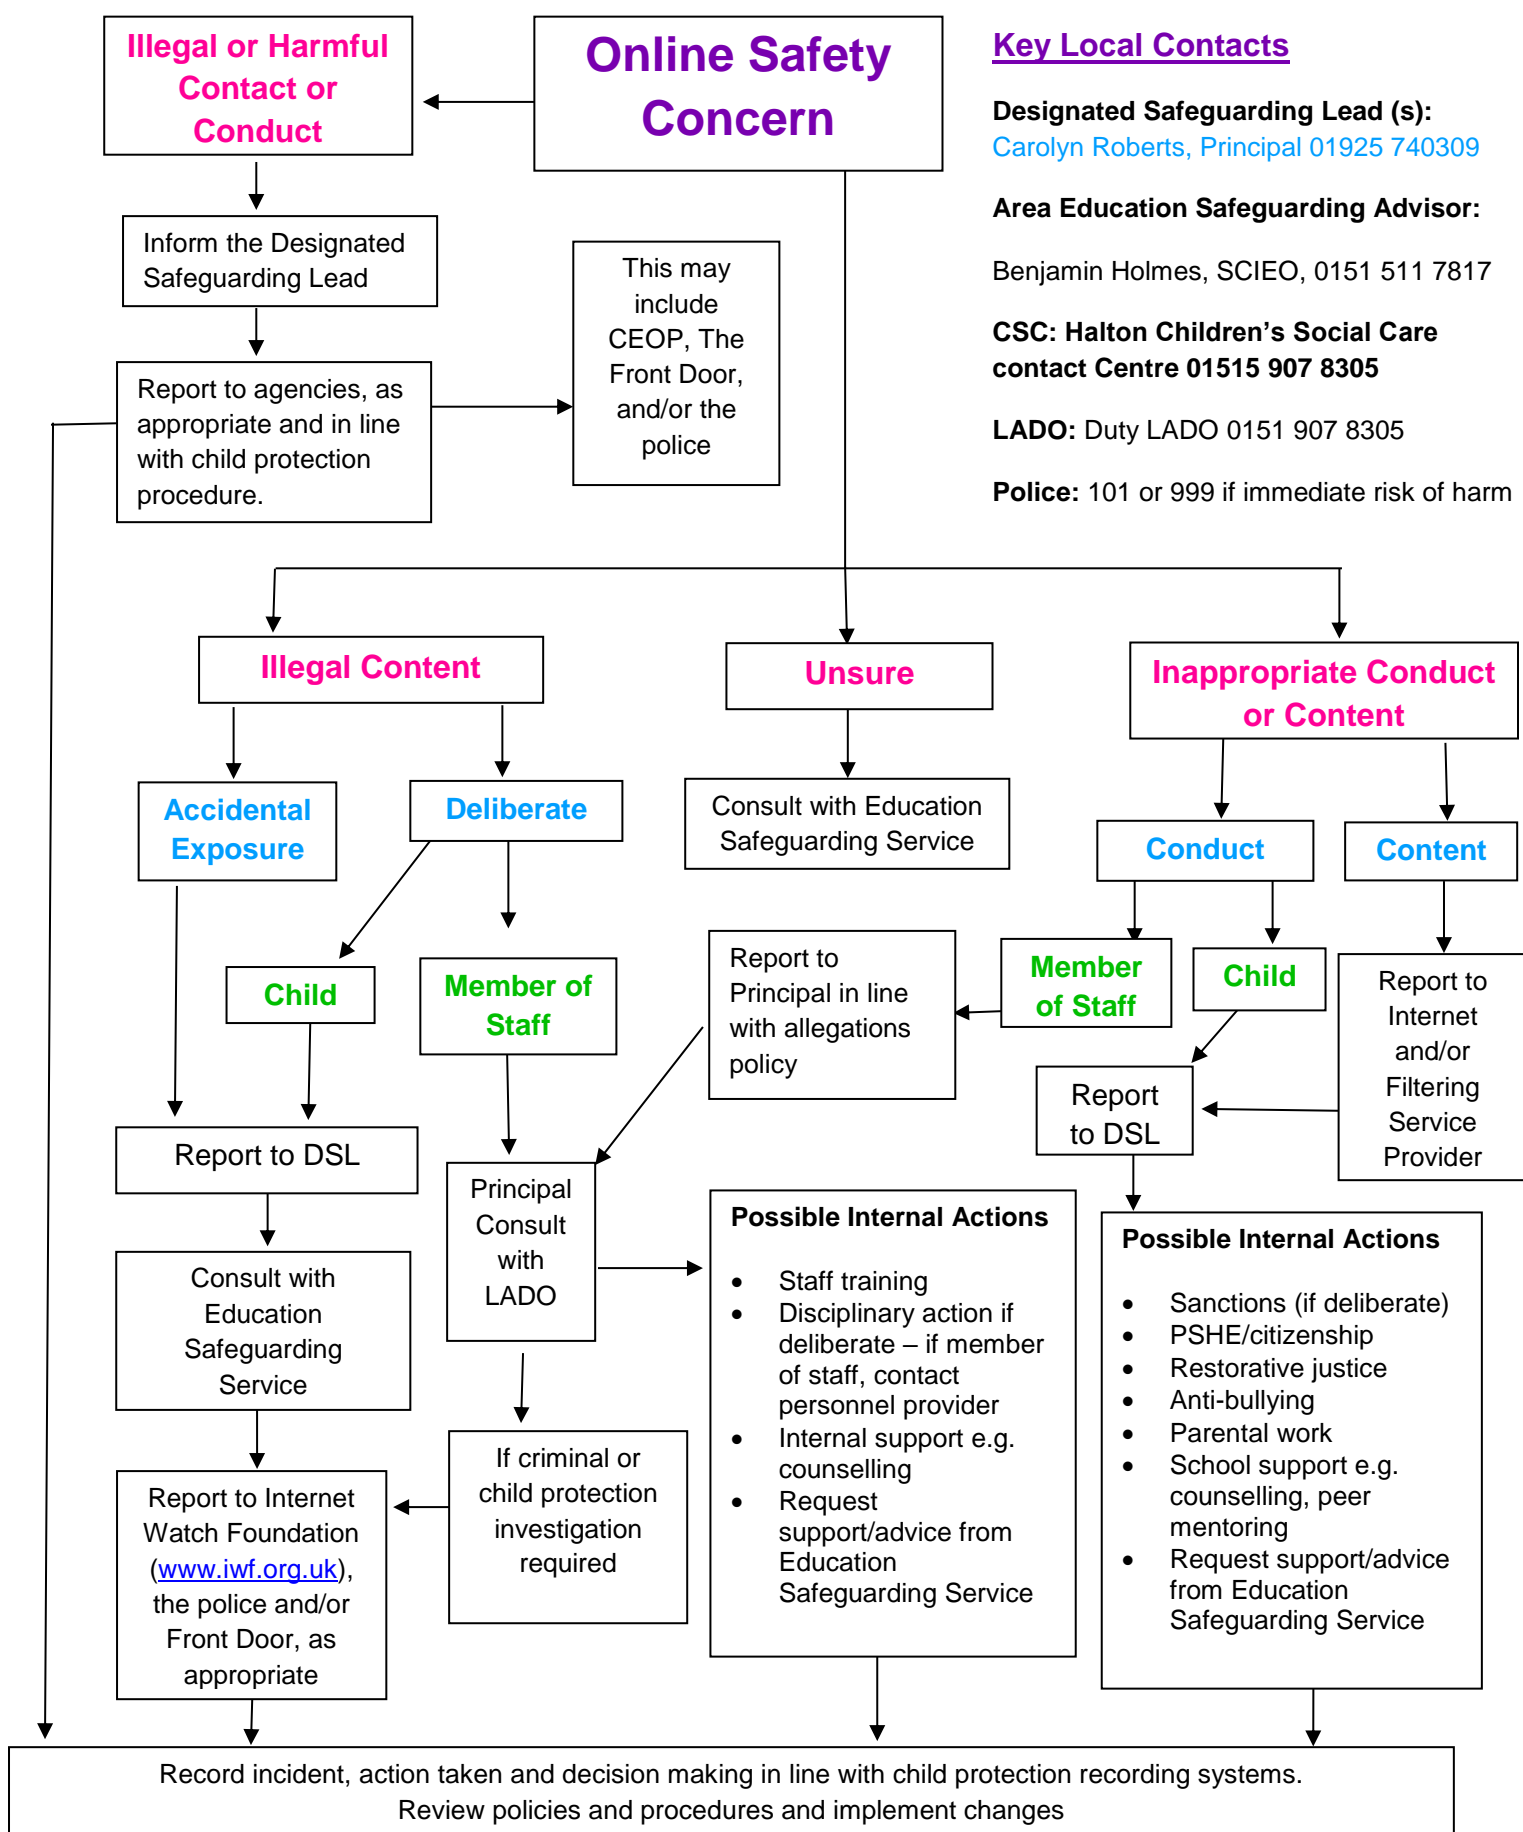 Illegal or Harmful
Contact or
Conduct
Online Safety
Concern
Key Local Contacts
Designated Safeguarding Lead (s):
Carolyn Roberts, Principal 01925 740309
Area Education Safeguarding Advisor:
Benjamin Holmes, SCIEO, 0151 511 7817
CSC: Halton Children’s Social Care
contact Centre 01515 907 8305
LADO: Duty LADO 0151 907 8305
Police: 101 or 999 if immediate risk of harm
Inform the Designated
Safeguarding Lead
This may
include
CEOP, The
Front Door,
and/or the
police
Report to agencies, as
appropriate and in line
with child protection
procedure.
Illegal Content
Unsure
Inappropriate Conduct
or Content
Accidental
Exposure
Deliberate
Consult with Education
Safeguarding Service
Conduct
Content
Child
Member of
Staff
Report to
Principal in line
with allegations
policy
Member
of Staff
Child
Report to
Internet
and/or
Filtering
Service
Provider
Report to DSL
Report
to DSL
Principal
Consult
with
LADO
Consult with
Education
Safeguarding
Service
Possible Internal Actions
• Staff training
• Disciplinary action if
deliberate – if member
of staff, contact
personnel provider
• Internal support e.g.
counselling
• Request
support/advice from
Education
Safeguarding Service
Possible Internal Actions
• Sanctions (if deliberate)
• PSHE/citizenship
• Restorative justice
• Anti-bullying
• Parental work
• School support e.g.
counselling, peer
mentoring
• Request support/advice
from Education
Safeguarding Service
If criminal or
child protection
investigation
required
Report to Internet
Watch Foundation
(www.iwf.org.uk),
the police and/or
Front Door, as
appropriate
Record incident, action taken and decision making in line with child protection recording systems.
Review policies and procedures and implement changes